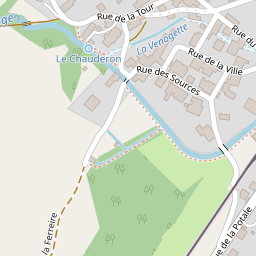 Rue de la Tour
La Venogette
Rue du
Rue de la Ville
Le Chauderon
Rue des Sources
la Ferreire
Rue de la Potale